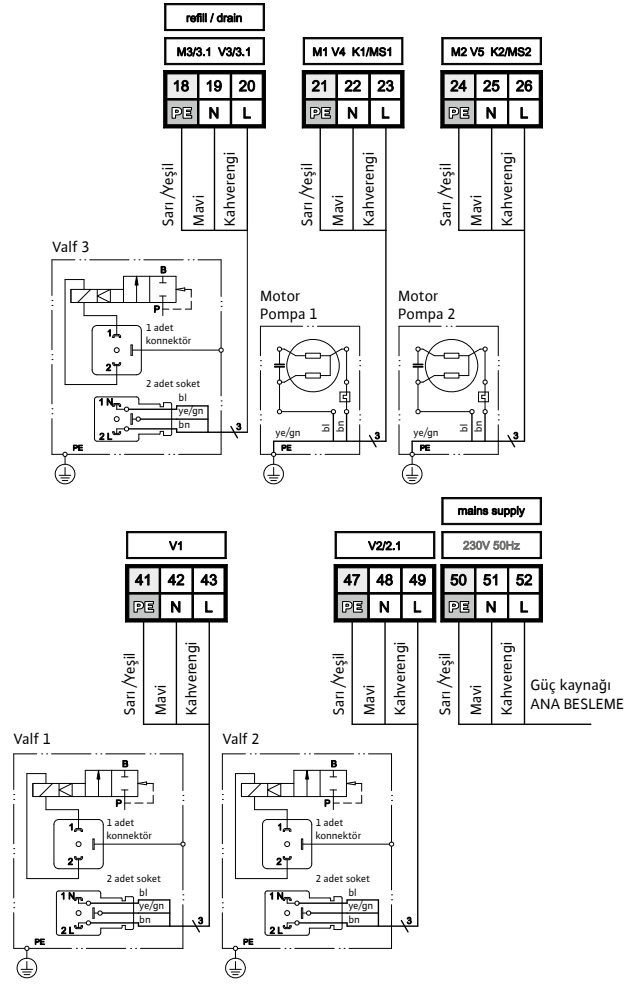 refill / drain
M3/3.1 V3/3.1
M1 V4 K1/MS1
M2 V5 K2/MS2
18 19 20
PE N L
21 22 23
PE N L
24 25 26
PE N L
Sarı /Yeşil
Mavi
Kahverengi
Sarı /Yeşil
Mavi
Kahverengi
Sarı /Yeşil
Mavi
Kahverengi
Valf 3
B
P
1
2
1 adet
konnektör
2 adet soket
1 N
2 L
bl
ye/gn
bn
3
PE
Motor
Pompa 1
ye/gn
bl
bn
3
PE
Motor
Pompa 2
ye/gn
bl
bn
3
PE
mains supply
V1
V2/2.1
230V 50Hz
41 42 43
PE N L
47 48 49
PE N L
50 51 52
PE N L
Sarı /Yeşil
Mavi
Kahverengi
Sarı /Yeşil
Mavi
Kahverengi
Sarı /Yeşil
Mavi
Kahverengi
Güç kaynağı
ANA BESLEME
Valf 1
B
P
1
2
1 adet
konnektör
2 adet soket
1 N
2 L
bl
ye/gn
bn
3
PE
Valf 2
B
P
1
2
1 adet
konnektör
2 adet soket
1 N
2 L
bl
ye/gn
bn
3
PE